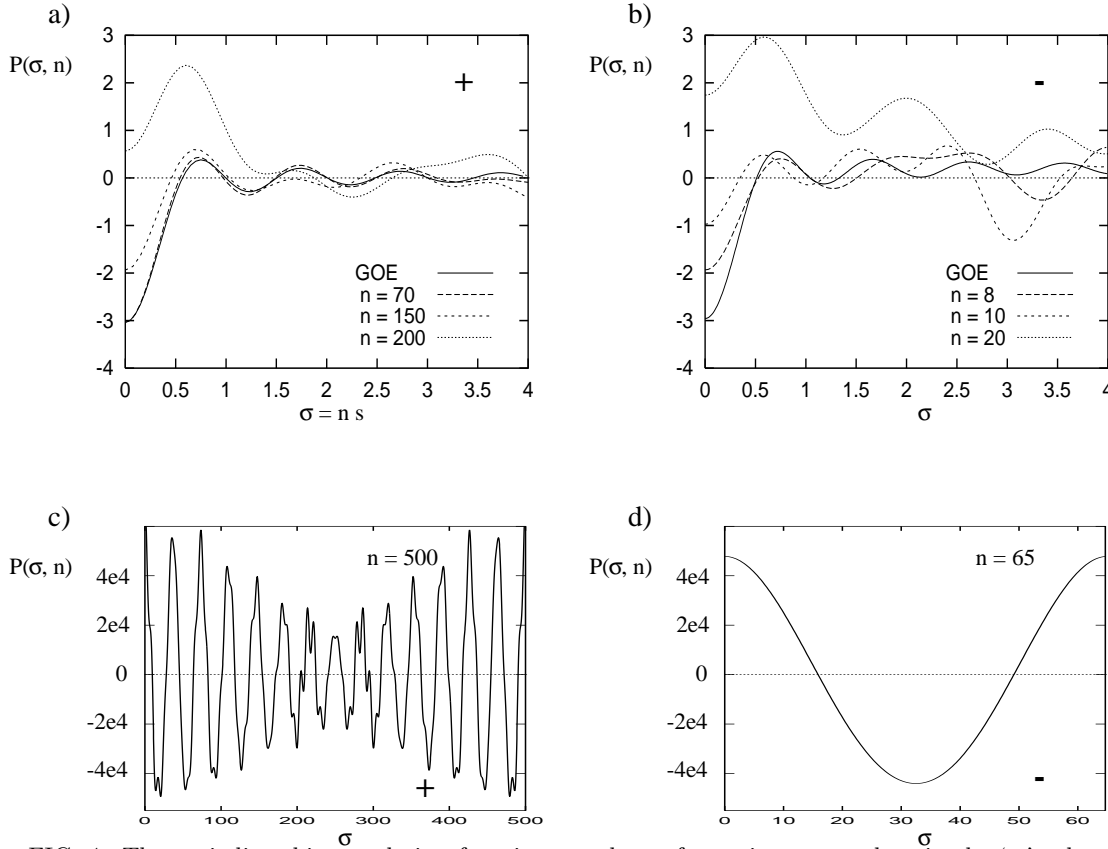 a)
3
P(σ, n)
+
2
1
0
-1
-2
-3
-4
GOE
n = 70
n = 150
n = 200
0 0.5 1 1.5 2 2.5 3 3.5 4
σ = n s
b)
3
P(σ, n)
-
2
1
0
-1
-2
-3
-4
GOE
n = 8
n = 10
n = 20
0 0.5 1 1.5 2 2.5 3 3.5 4
σ
c)
P(σ, n)
n = 500
4e4
2e4
0
-2e4
-4e4
+
0 100 200 300 400 500
σ
d)
P(σ, n)
n = 65
4e4
2e4
0
-2e4
-4e4
-
0 10 20 30 40 50 60
σ